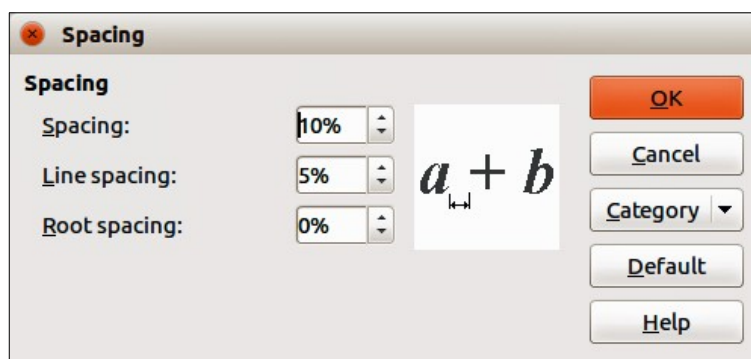 Spacing
Spacing
Spacing: 10%
Line spacing: 5%
Root spacing: 0%
a + b
OK
Cancel
Category
Default
Help